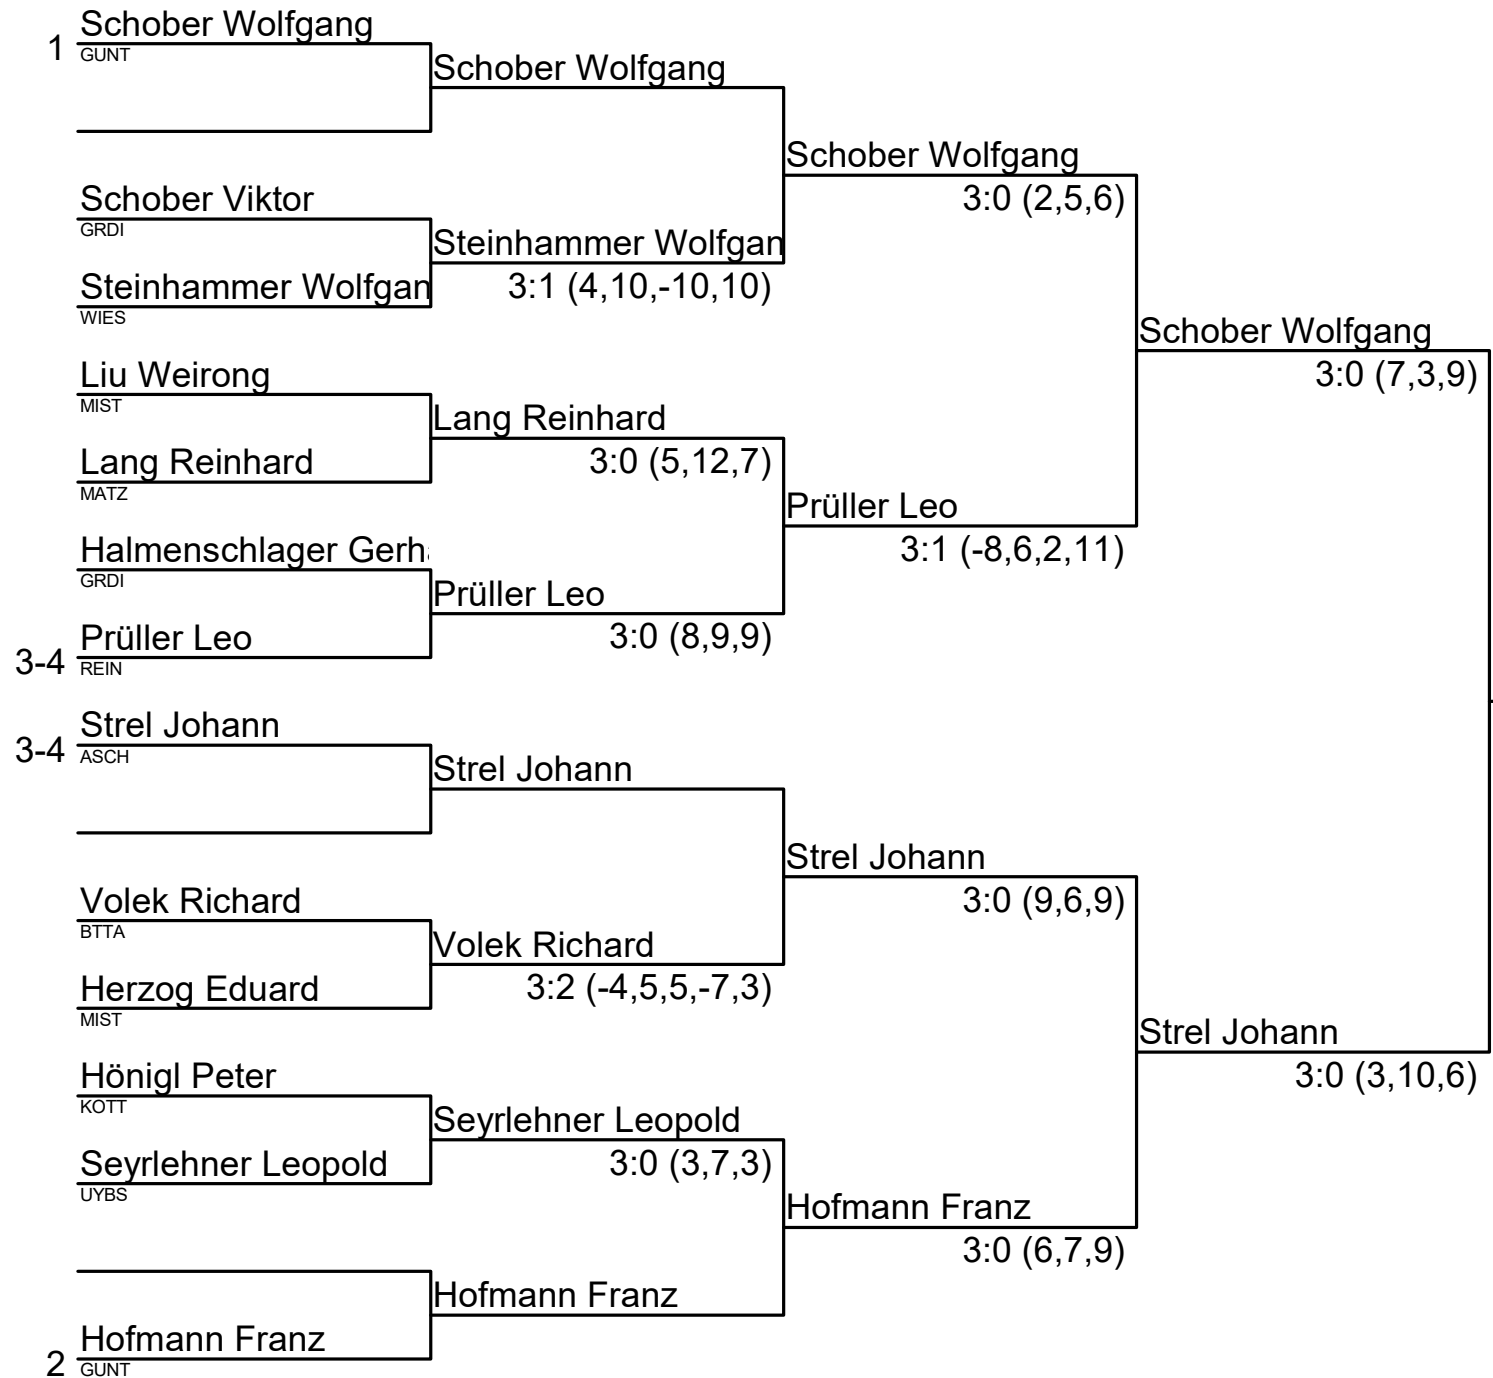 Schober Wolfgang
1
GUNT
Schober Wolfgang
Schober Wolfgang
3:0 (2,5,6)
Schober Viktor
GRDI
Steinhammer Wolfgan
Steinhammer Wolfgan
3:1 (4,10,-10,10)
WIES
Schober Wolfgang
3:0 (7,3,9)
Liu Weirong
MIST
Lang Reinhard
3:0 (5,12,7)
Lang Reinhard
MATZ
Prüller Leo
3:1 (-8,6,2,11)
Halmenschlager Gerh
GRDI
Prüller Leo
3:0 (8,9,9)
Prüller Leo
3-4
REIN
Strel Johann
3-4
ASCH
Strel Johann
Strel Johann
3:0 (9,6,9)
Volek Richard
BTTA
Volek Richard
3:2 (-4,5,5,-7,3)
Herzog Eduard
MIST
Strel Johann
3:0 (3,10,6)
Hönigl Peter
KOTT
Seyrlehner Leopold
3:0 (3,7,3)
Seyrlehner Leopold
UYBS
Hofmann Franz
3:0 (6,7,9)
Hofmann Franz
Hofmann Franz
2
GUNT